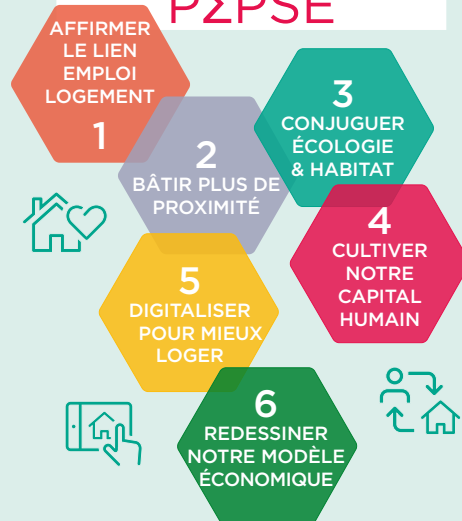 PΣPSE
AFFIRMER
LE LIEN
EMPLOI
LOGEMENT
1
2
BÂTIR PLUS DE
PROXIMITÉ
3
CONJUGUER
ÉCOLOGIE
& HABITAT
4
CULTIVER
NOTRE
CAPITAL
HUMAIN
5
DIGITALISER
POUR MIEUX
LOGER
6
REDESSINER
NOTRE MODÈLE
ÉCONOMIQUE